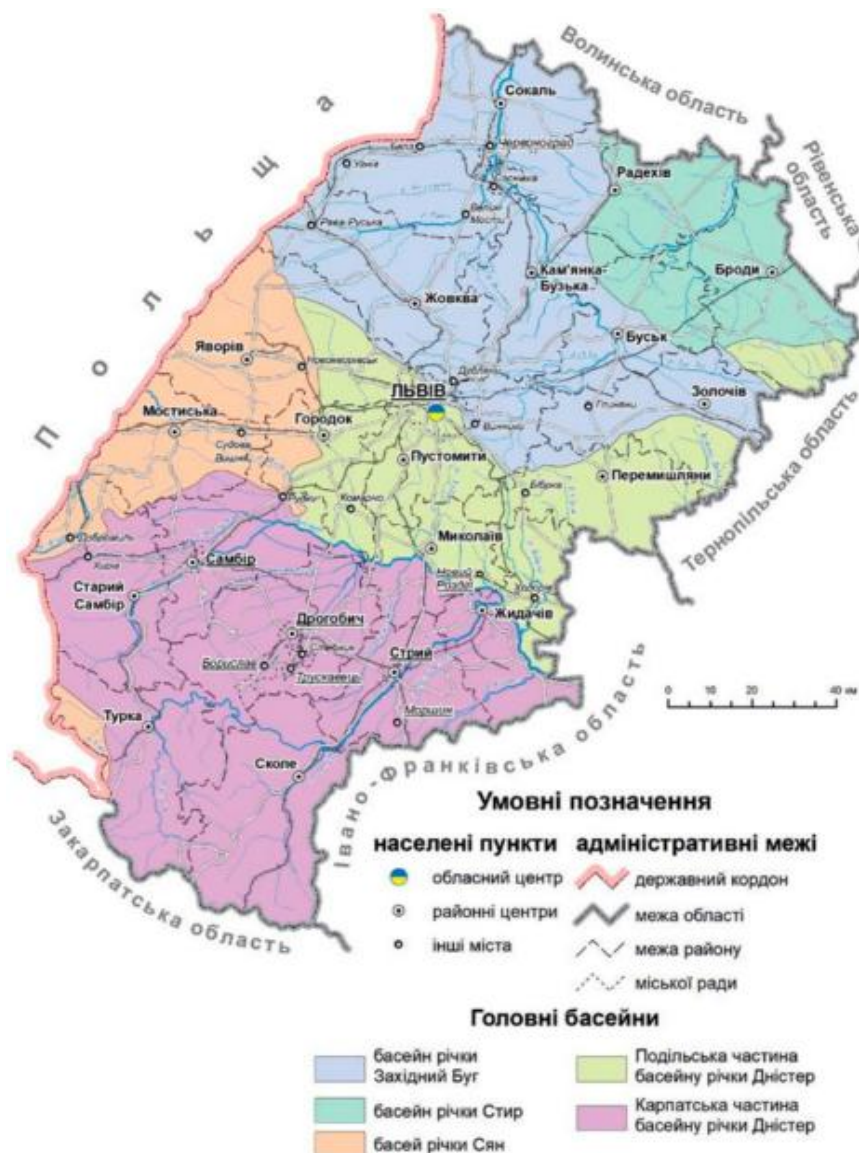 Польща
Волинська область
Рівенська область
Тернопільська область
Івано-Франківська область
Закарпатська область
Сокаль
Червоноград
Белз
Угнів
Радехів
Великі
Мости
Рава Руська
Кам'янка-
Бузька
Броди
Жовква
Буськ
Яворів
Новояворівськ
Дубляни
ЛЬВІВ
Золочів
Глиняни
Мостиська
Городок
Винники
Судова
Вишня
Пустомити
Перемишляни
Бібрка
Рудки
Комарно
Миколаїв
Добромиль
Хирів
Самбір
Новий
Розділ
Старий
Самбір
Ходорів
Жидачів
Дрогобич
Стебник
Борислав
Трускавець
Стрий
Моршин
Турка
Сколе
0 10 20 40 км
Умовні позначення
населені пункти
обласний центр
районні центри
інші міста
адміністративні межі
державний кордон
межа області
межа району
міської ради
Головні басейни
басейн річки
Західний Буг
басейн річки Стир
басей річки Сян
Подільська частина
басейну річки Дністер
Карпатська частина
басейну річки Дністер